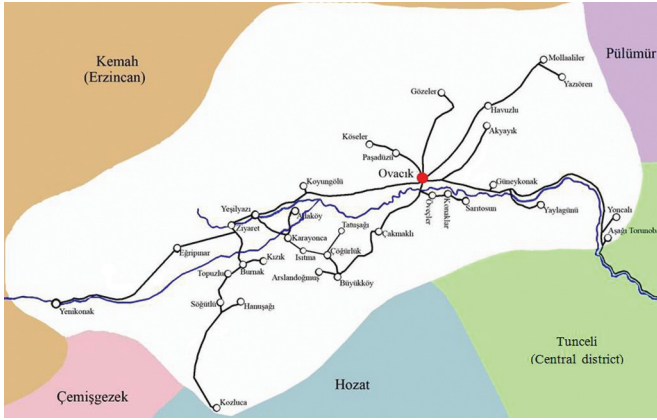 Kemah
(Erzincan)
Pülümür
Mollaaliler
Yazıören
Gözeler
Havuzlu
Akyayık
Köseler
Paşadüzü
Ovacık
Koyungölü
Güneykonak
Yeşilyazı
Adaköy
Tatuşağı
Oveçler
Konaklar
Sarıtosun
Yaylagünü
Yoncalı
Aşağı Torunoba
Ziyaret
Karayonca
Çakmaklı
Eğripınar
Kızık
Isıtma
Çöğürlük
Topuzlu
Burnak
Arslandoğmuş
Büyükköy
Yenikonak
Söğütlü
Hanuşağı
Tunceli
(Central district)
Hozat
Çemişgezek
Kozluca